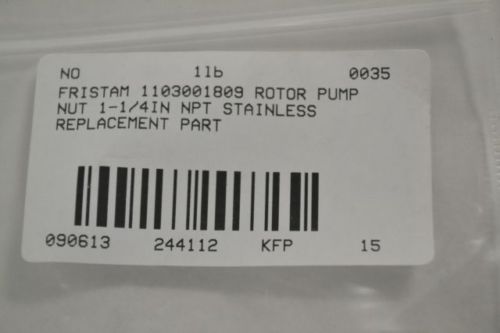 NO 1lb 0035
FRISTAM 1103001809 ROTOR PUMP
NUT 1-1/4IN NPT STAINLESS
REPLACEMENT PART
090613 244112 KFP 15